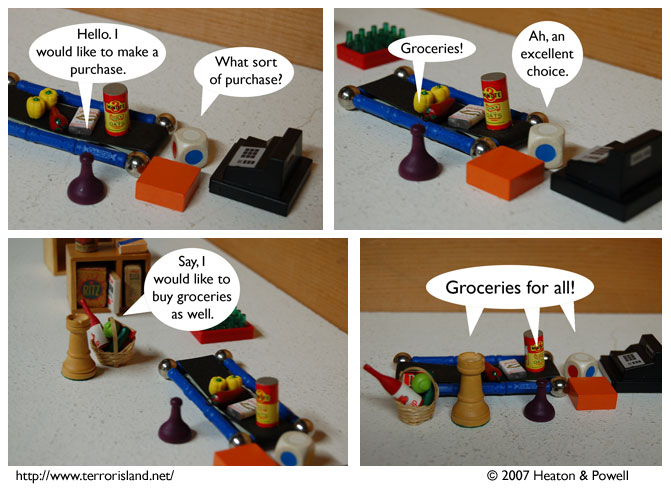 Hello. I
would like to make a
purchase.
What sort
of purchase?
Groceries!
Ah, an
excellent
choice.
Say, I
would like to
buy groceries
as well.
RITZ
Groceries for all!
http://www.terrorisland.net/
© 2007 Heaton & Powell